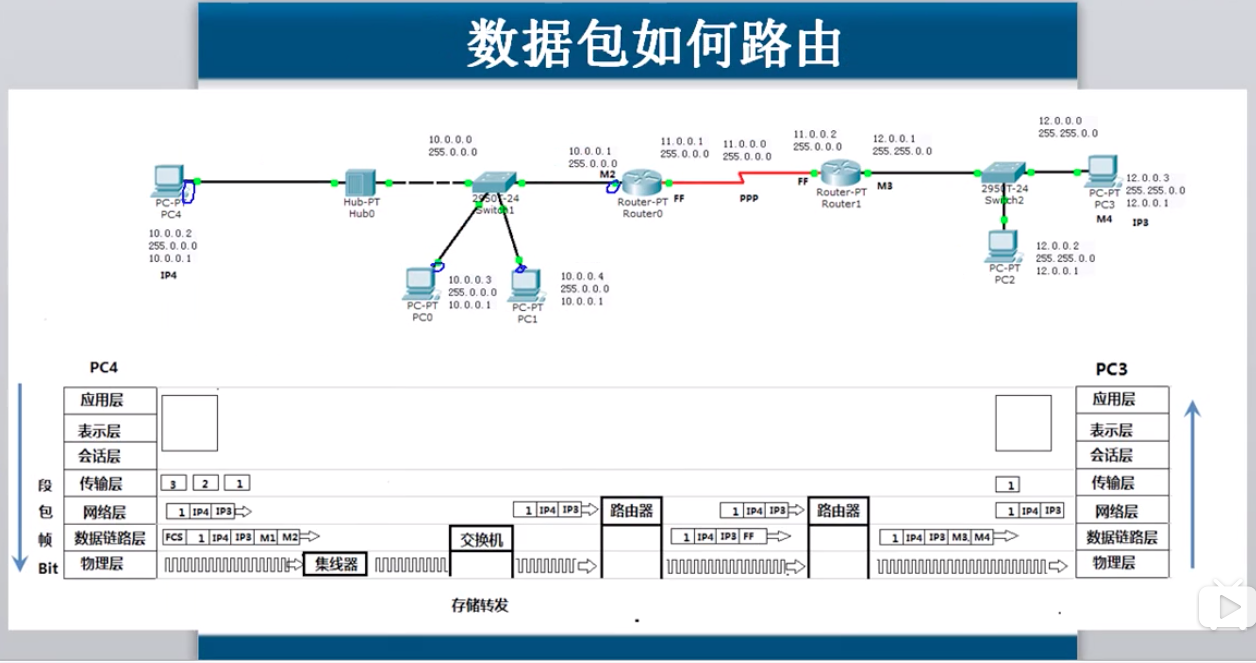 数据包如何路由
10.0.0.0
255.0.0.0
10.0.0.1
255.0.0.0
M2
11.0.0.1
255.0.0.0
11.0.0.0
255.0.0.0
11.0.0.2
255.0.0.0
12.0.0.1
255.255.0.0
12.0.0.0
255.255.0.0
PC4
10.0.0.2
255.0.0.0
10.0.0.1
IP4
Hub-PT
Hub0
Switch1
Router-PT
Router0
FF
PPP
FF
Router-PT
Router1
M3
2950T-24
Switch2
PC-PT
PC3
M4
12.0.0.3
255.255.0.0
12.0.0.1
IP3
PC-PT
PC0
10.0.0.3
255.0.0.0
10.0.0.1
PC-PT
PC1
10.0.0.4
255.0.0.0
10.0.0.1
PC-PT
PC2
12.0.0.2
255.255.0.0
12.0.0.1
PC4
PC3
应用层
应用层
表示层
表示层
会话层
会话层
段 传输层 3 2 1 1 传输层
包 网络层 1 IP4 IP3 1 IP4 IP3 路由器 1 IP4 IP3 路由器 1 IP4 IP3 网络层
帧 数据链路层 FCS 1 IP4 IP3 M1 M2 交换机 1 IP4 IP3 FF 1 IP4 IP3 M3, M4 数据链路层
Bit 物理层 集线器 物理层
存储转发